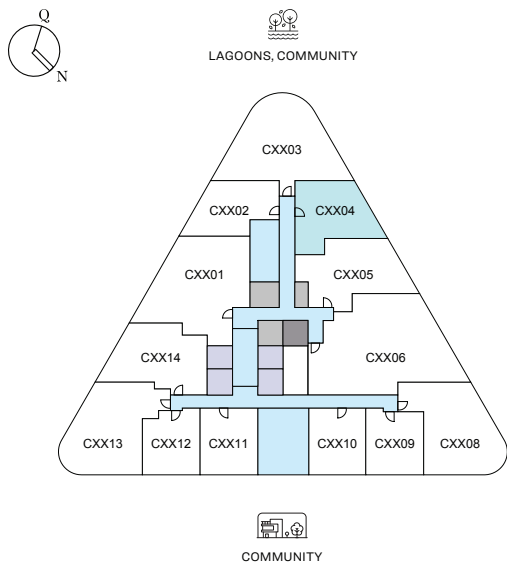 Q
N
LAGOONS, COMMUNITY
CXX03
CXX02
CXX04
CXX01
CXX05
CXX14
CXX06
CXX13
CXX12
CXX11
CXX10
CXX09
CXX08
COMMUNITY